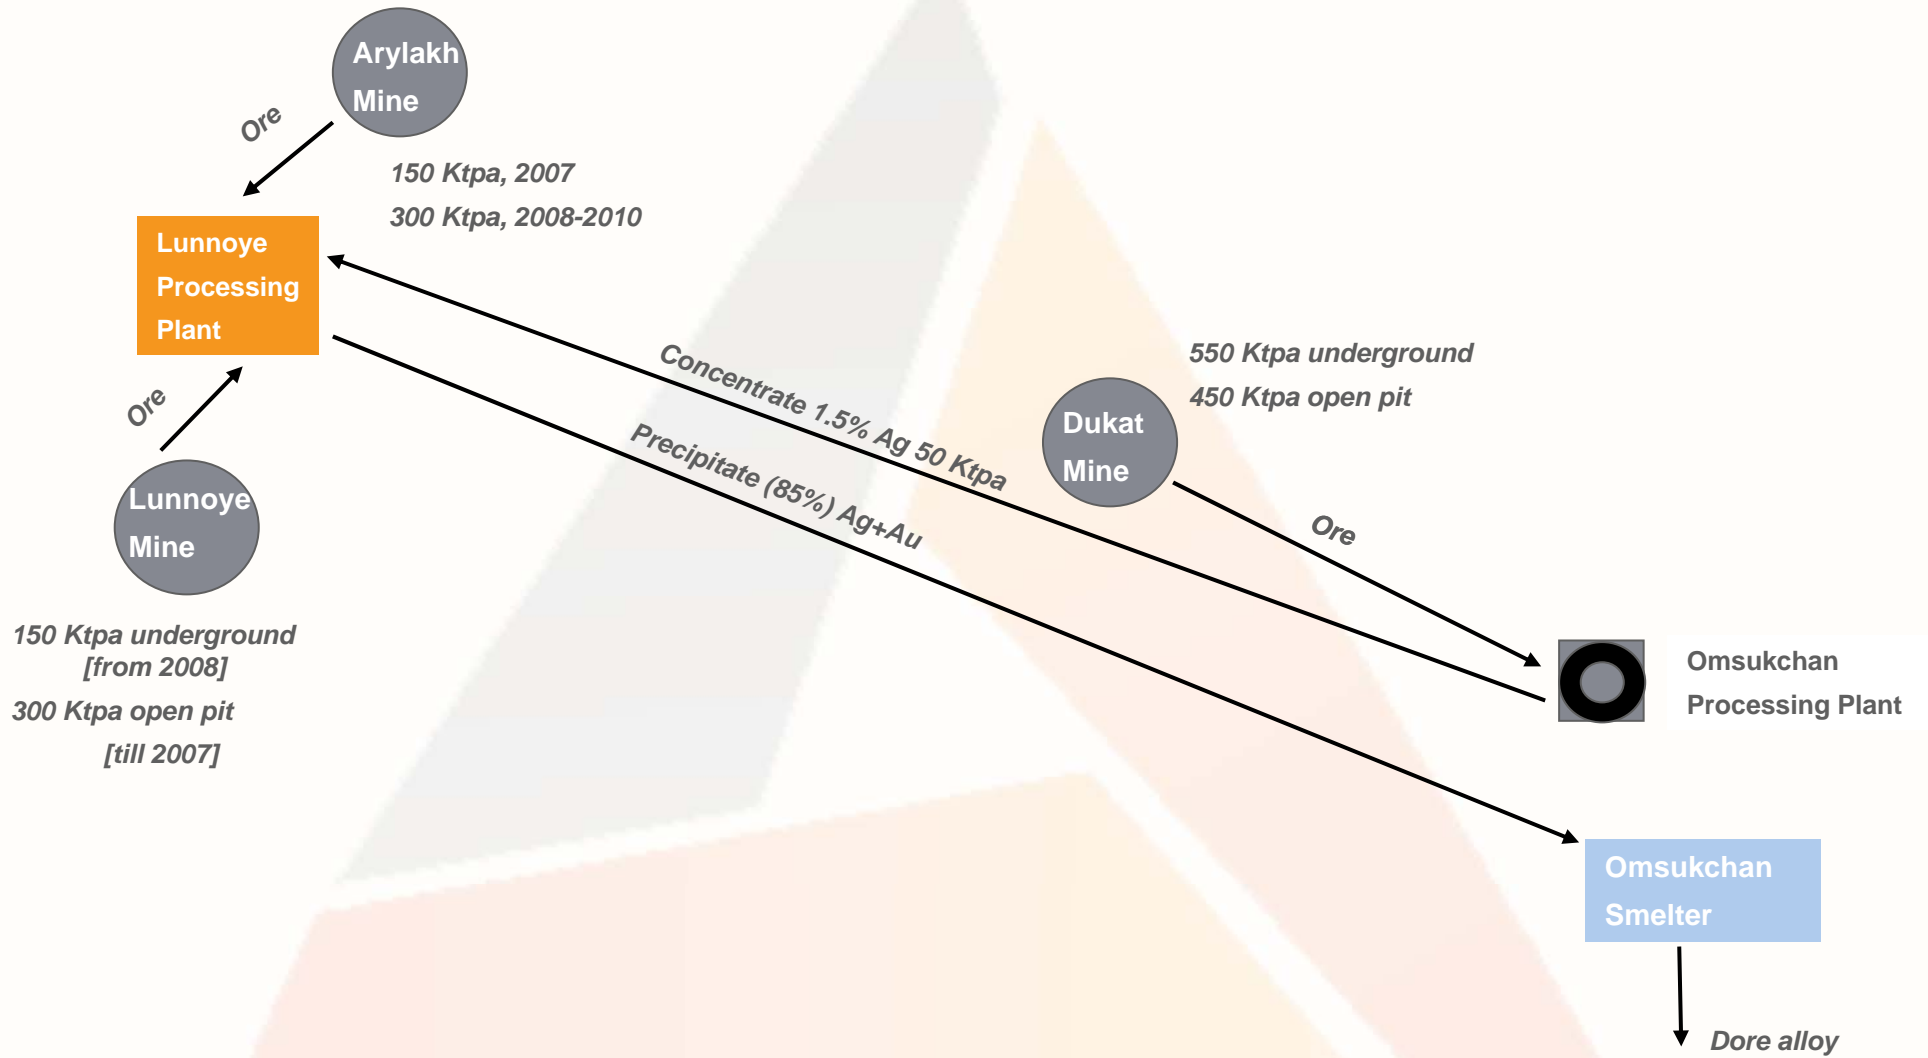 Arylakh
Mine
Ore
150 Ktpa, 2007
300 Ktpa, 2008-2010
Lunnoye
Processing
Plant
Concentrate 1.5% Ag 50 Ktpa
Precipitate (85%) Ag+Au
550 Ktpa underground
450 Ktpa open pit
Dukat
Mine
Ore
Ore
Lunnoye
Mine
150 Ktpa underground
[from 2008]
300 Ktpa open pit
[till 2007]
Omsukchan
Processing Plant
Omsukchan
Smelter
Dore alloy